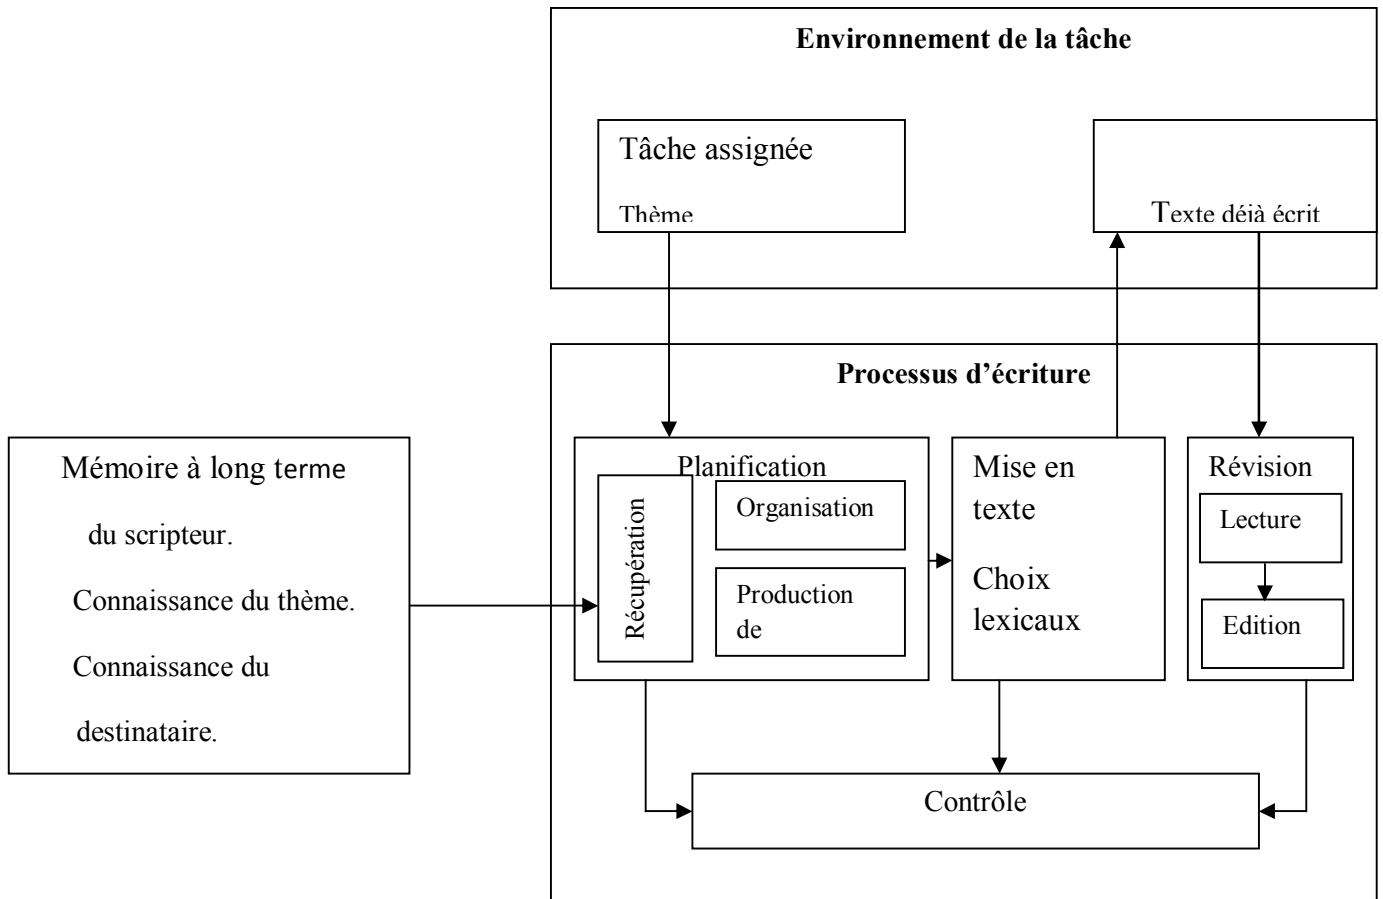 Environnement de la tâche
Tâche assignée
Thème
Texte déjà écrit
Processus d’écriture
Mémoire à long terme
du scripteur.
Connaissance du thème.
Connaissance du
destinataire.
Planification
Récupération
Organisation
Production
de
Mise en
texte
Choix
lexicaux
Révision
Lecture
Edition
Contrôle